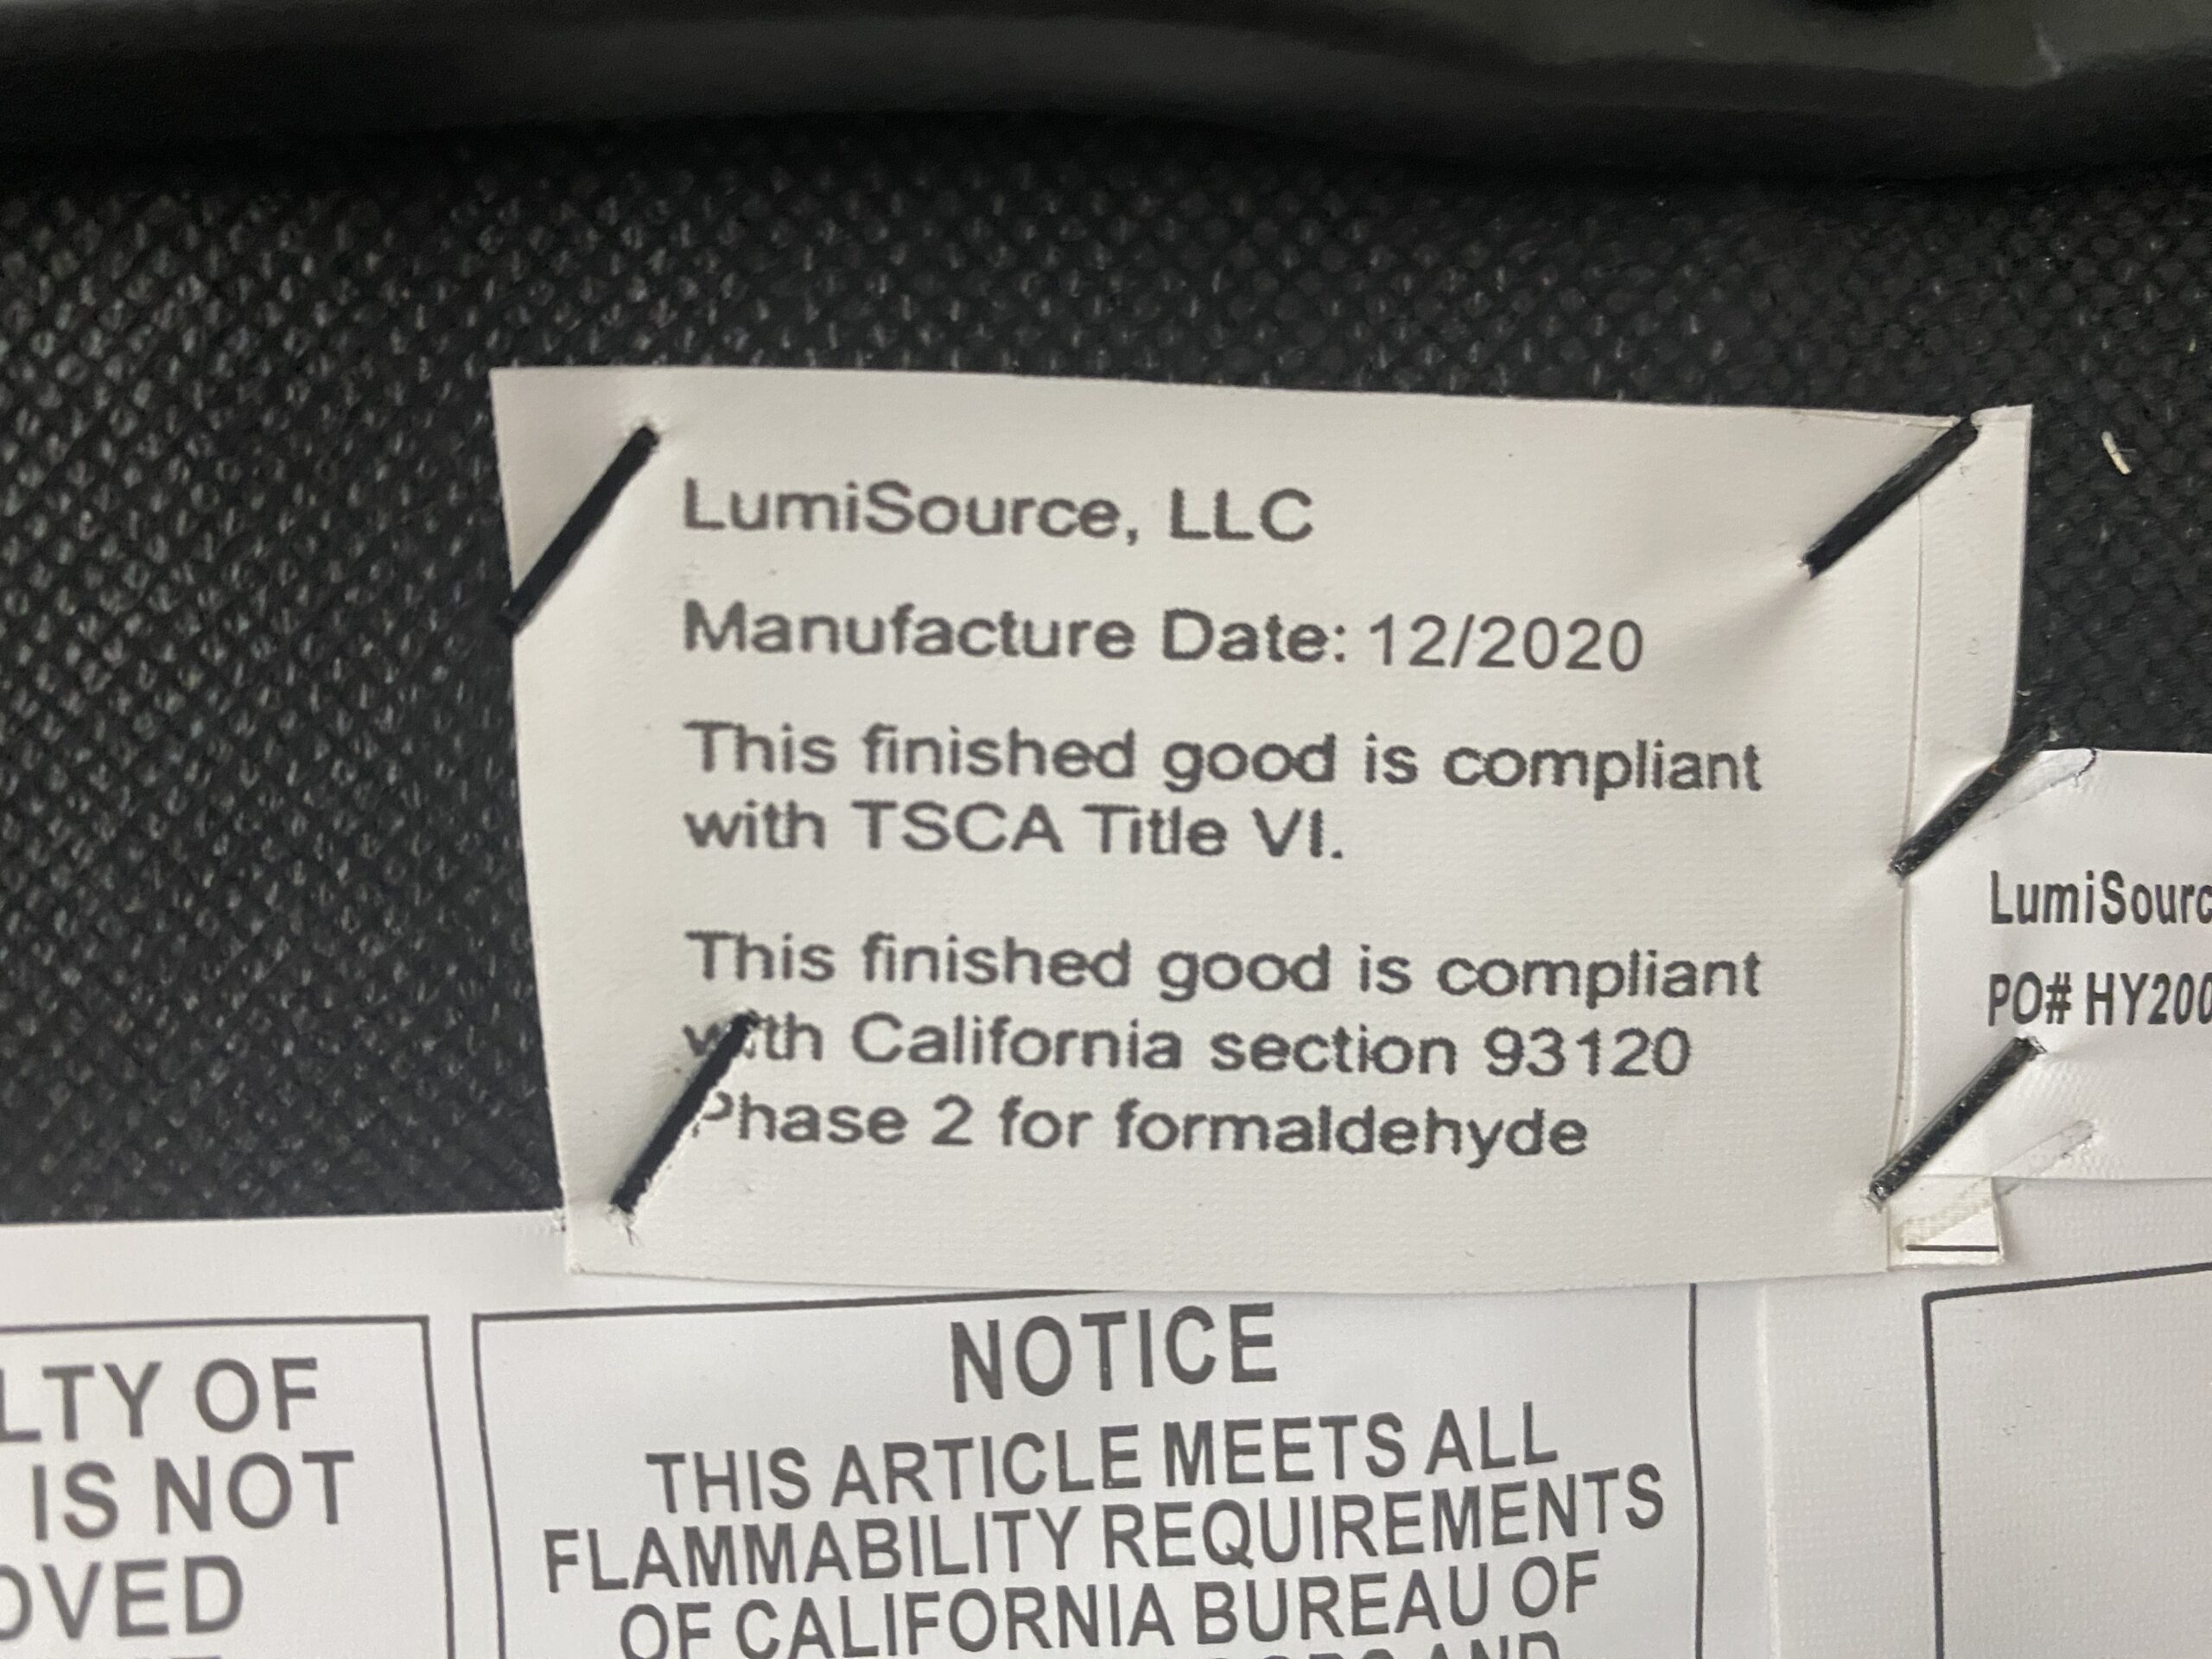 LumiSource, LLC
Manufacture Date: 12/2020
This finished good is compliant
with TSCA Title VI.
This finished good is compliant
with California section 93120
Phase 2 for formaldehyde
LumiSourc
PO# HY200
LTY OF
IS NOT
OVED
NOTICE
THIS ARTICLE MEETS ALL
FLAMMABILITY REQUIREMENTS
OF CALIFORNIA BUREAU OF
AND